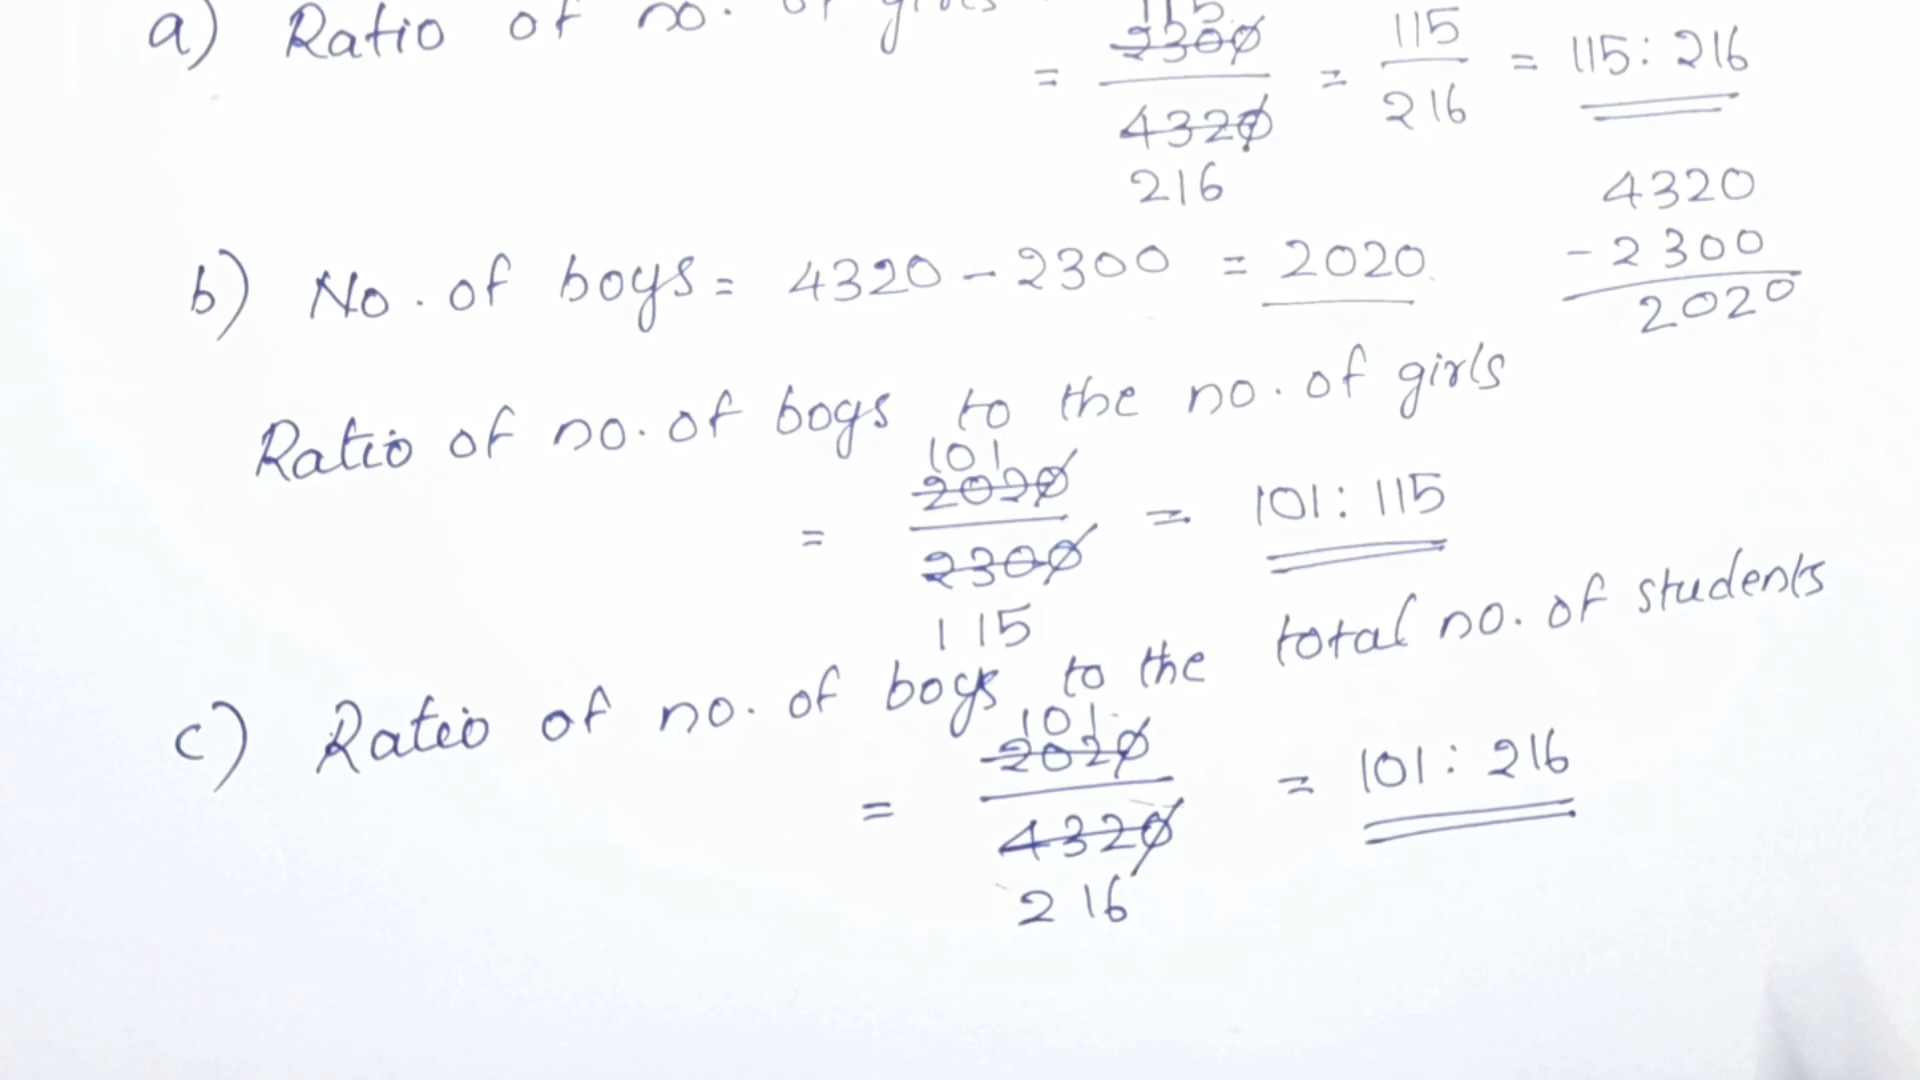 a) Ratio of no. of girls
= 2300/4320 = 115/216 = 115 : 216
115
216
4320
- 2300
2020
b) No. of boys = 4320 - 2300 = 2020
Ratio of no. of boys to the no. of girls
101
= 2020/2300 = 101 : 115
115
c) Ratio of no. of boys to the total no. of students
101
= 2020/4320 = 101 : 216
216